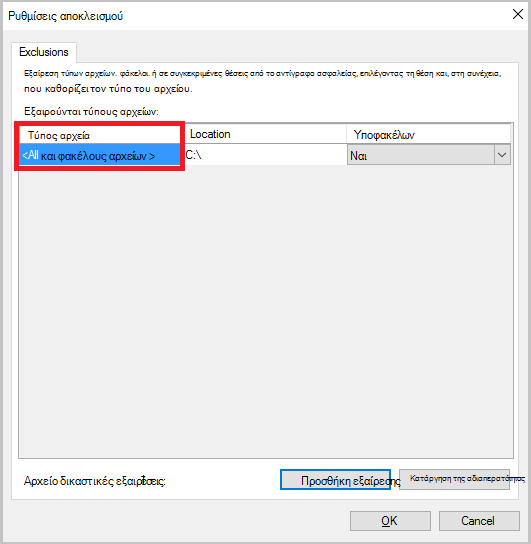 Ρυθμίσεις αποκλεισμού
Exclusions
Εξαίρεση τύπων αρχείων. φάκελοι ή σε συγκεκριμένες θέσεις από το αντίγραφο ασφαλείας, επιλέγοντας τη θέση και, στη συνέχεια,
που καθορίζει τον τύπο του αρχείου.
Εξαιρούνται τύπους αρχείων:
Τύπος αρχεία Location Υποφακέλων
<All και φακέλους αρχείων > C:\ Ναι
Αρχείο δικαστικές εξαιρέσεις: Προσθήκη εξαίρεσης Κατάργηση της αδιαπερατότητας
OK Cancel